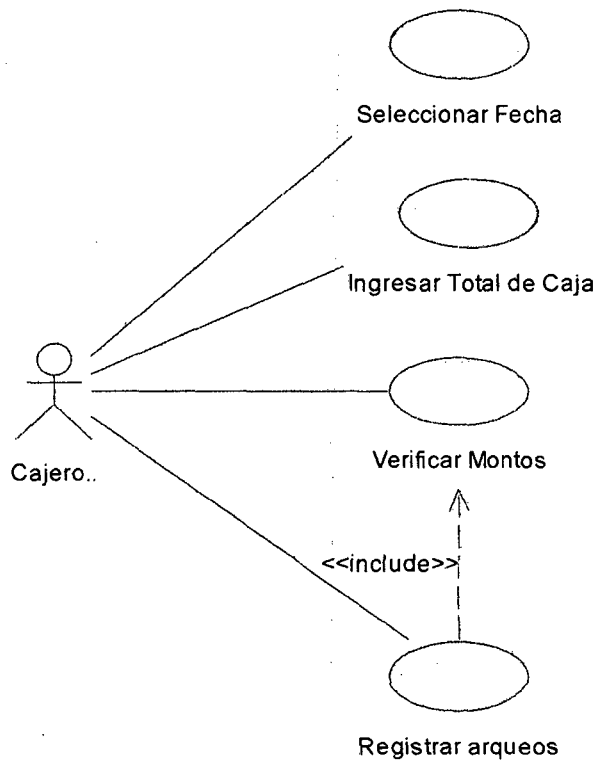 Seleccionar Fecha
Ingresar Total de Caja
Cajero..
Verificar Montos
<<include>>
Registrar arqueos